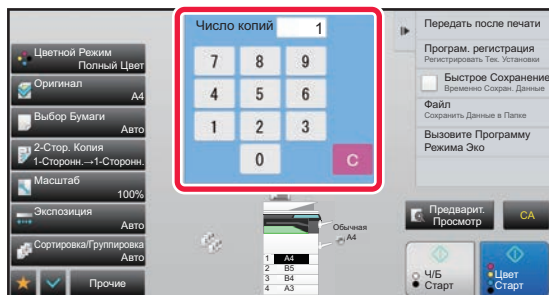 Число копий 1
7 8 9
4 5 6
1 2 3
0 C
Цветной Режим
Полный Цвет
Оригинал
A4
Выбор Бумаги
Авто
2-Стор. Копия
1-Сторонн.→1-Сторонн.
Масштаб
100%
Экспозиция
Авто
Сортировка/Группировка
Авто
Прочие
Обычная
A4
1 A4
2 B5
3 B4
4 A3
Передать после печати
Програм. регистрация
Регистрировать Тек. Установки
Быстрое Сохранение
Временно Сохран. Данные
Файл
Сохранить Данные в Папке
Вызовите Программу
Режима Эко
Предварит.
Просмотр
CA
Ч/Б
Старт
Цвет
Старт